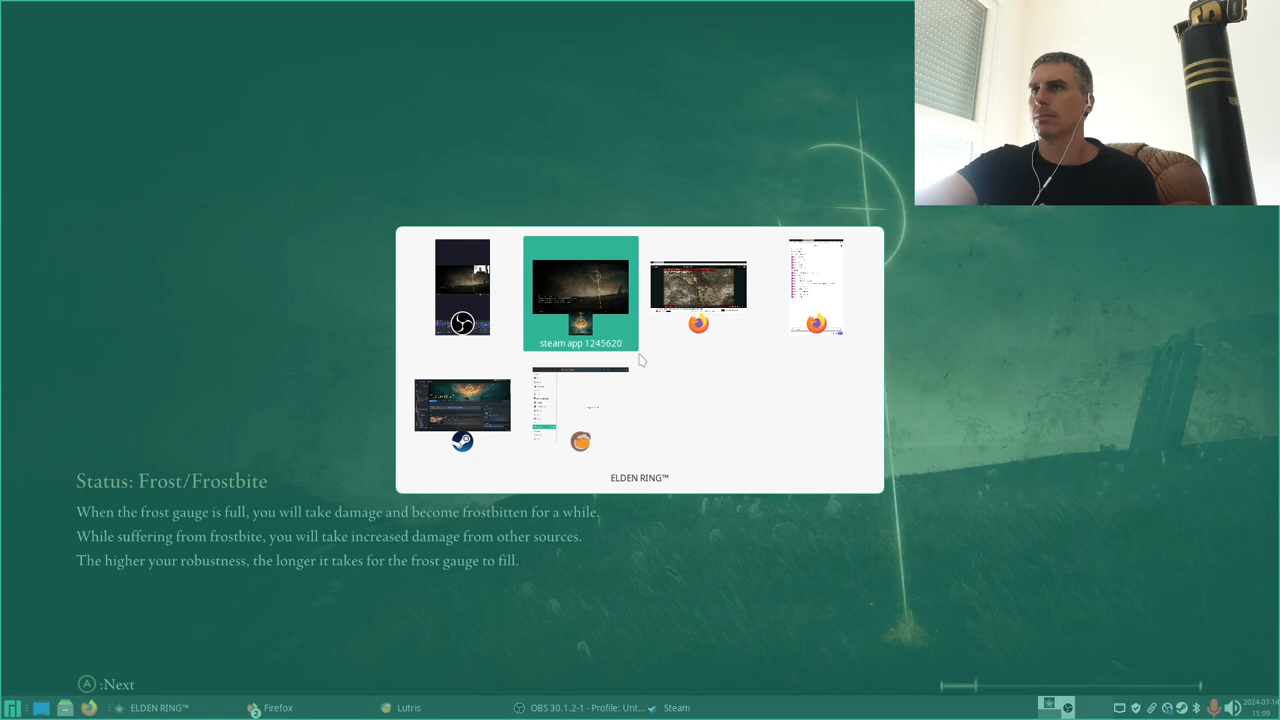 steam app 1245620
ELDEN RING™
Status: Frost/Frostbite
When the frost gauge is full, you will take damage and become frostbitten for a while.
While suffering from frostbite, you will take increased damage from other sources.
The higher your robustness, the longer it takes for the frost gauge to fill.
A :Next
ELDEN RING™
2
Firefox
Lutris
OBS 30.1.2-1 - Profile: Unt...
Steam
15:09